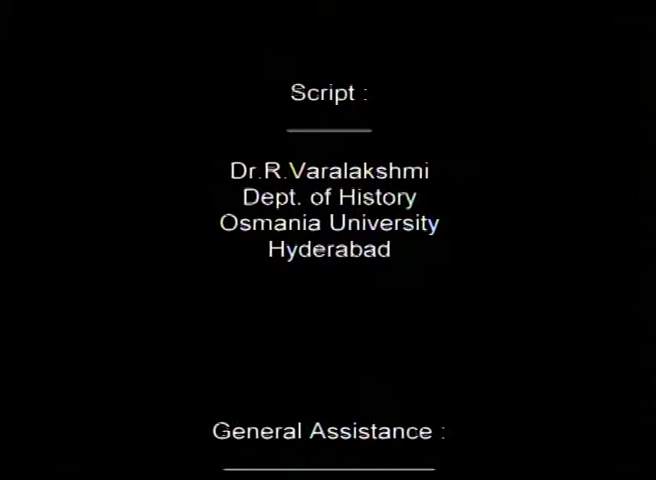 Script :
Dr.R.Varalakshmi
Dept. of History
Osmania University
Hyderabad
General Assistance :